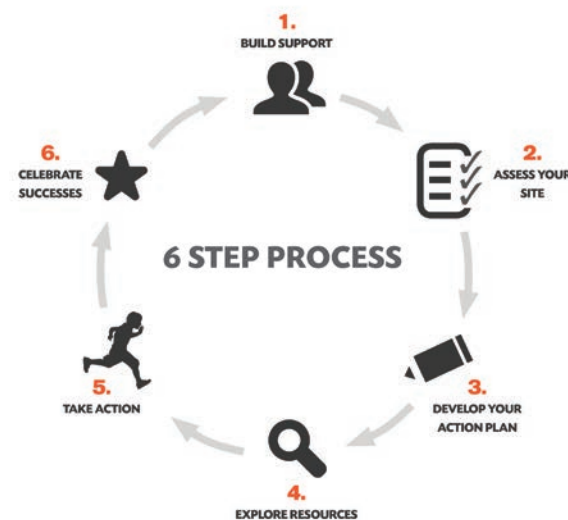 1.
BUILD SUPPORT
2.
ASSESS YOUR
SITE
3.
DEVELOP YOUR
ACTION PLAN
4.
EXPLORE RESOURCES
5.
TAKE ACTION
6.
CELEBRATE
SUCCESSES
6 STEP PROCESS